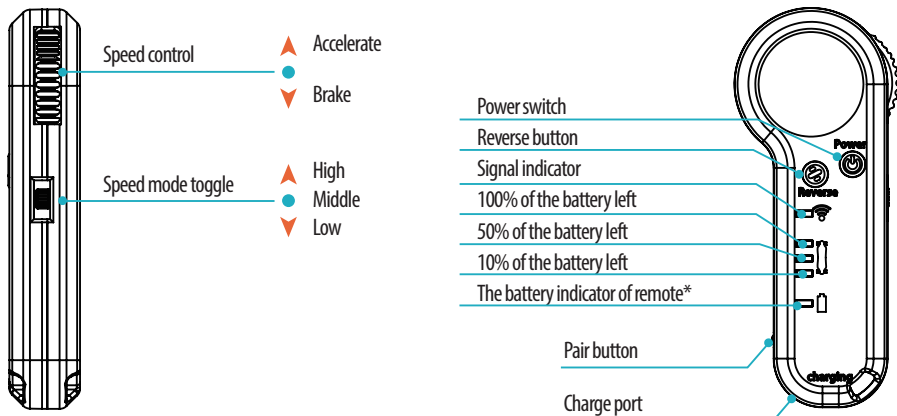 Speed control
Accelerate
Brake
Speed mode toggle
High
Middle
Low
Power switch
Reverse button
Signal indicator
100% of the battery left
50% of the battery left
10% of the battery left
The battery indicator of remote*
Pair button
Charge port
Power
Reverse
charging